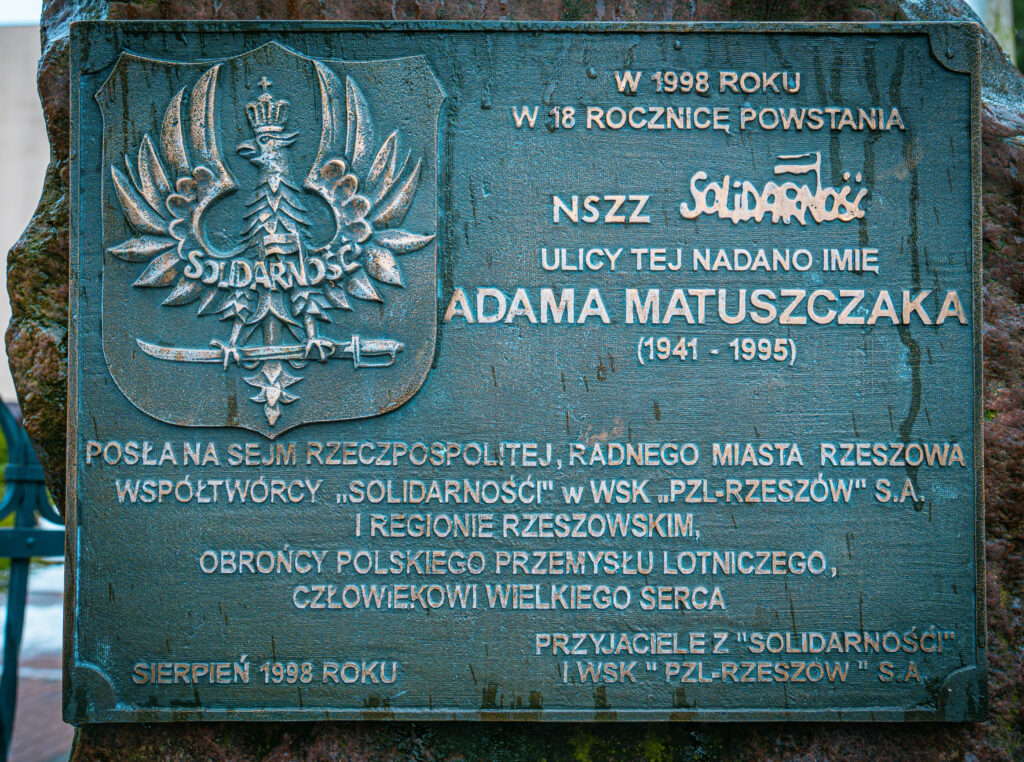 SOLIDARNOŚĆ
W 1998 ROKU
W 18 ROCZNICĘ POWSTANIA
NSZZ SOLIDARNOŚĆ
ULICY TEJ NADANO IMIĘ
ADAMA MATUSZCZAKA
(1941 - 1995)
POSŁA NA SEJM RZECZPOSPOLITEJ, RADNEGO MIASTA RZESZOWA
WSPÓŁTWÓRCY „SOLIDARNOŚĆI" W WSK „PZL-RZESZÓW" S.A.
I REGIONIE RZESZOWSKIM,
OBROŃCY POLSKIEGO PRZEMYSŁU LOTNICZEGO,
CZŁOWIEKOWI WIELKIEGO SERCA
PRZYJACIELE Z "SOLIDARNOŚCI"
I WSK " PZL-RZESZÓW" S.A
SIERPIEŃ 1998 ROKU